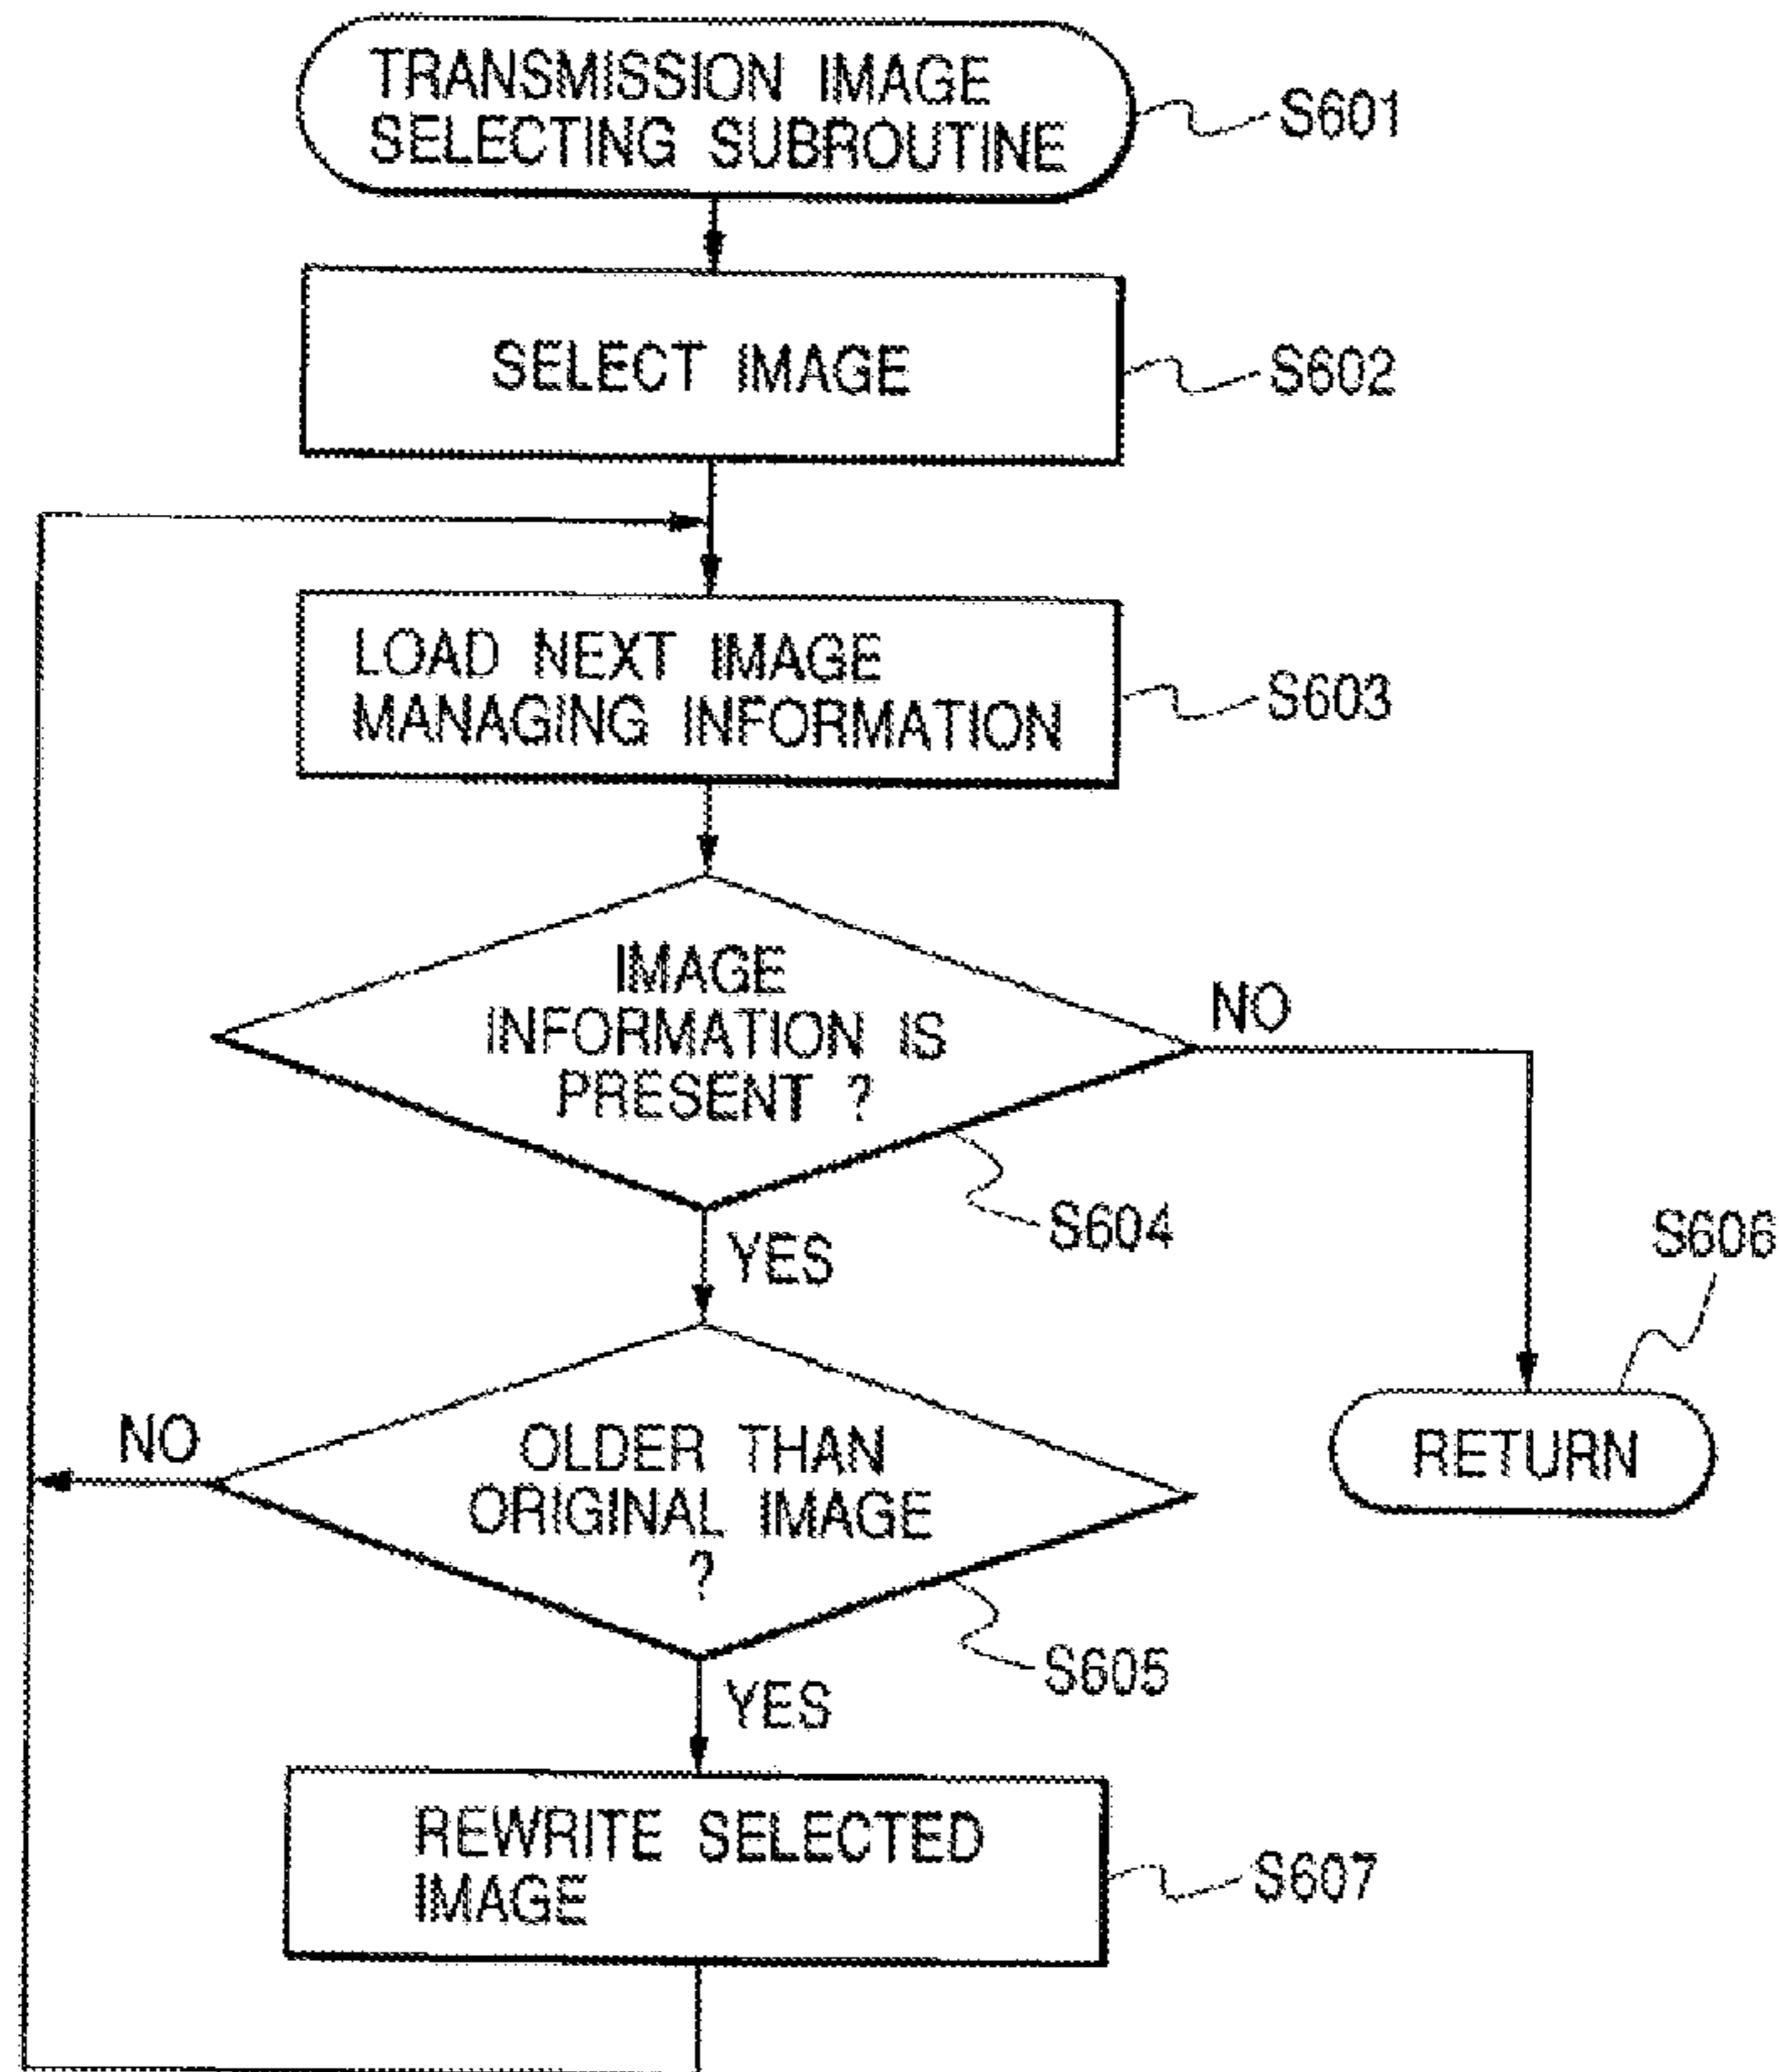 TRANSMISSION IMAGE
SELECTING SUBROUTINE
S601
SELECT IMAGE
S602
LOAD NEXT IMAGE
MANAGING INFORMATION
S603
IMAGE
INFORMATION IS
PRESENT ?
NO
S604
YES
S606
RETURN
OLDER THAN
ORIGINAL IMAGE
?
NO
S605
YES
REWRITE SELECTED
IMAGE
S607